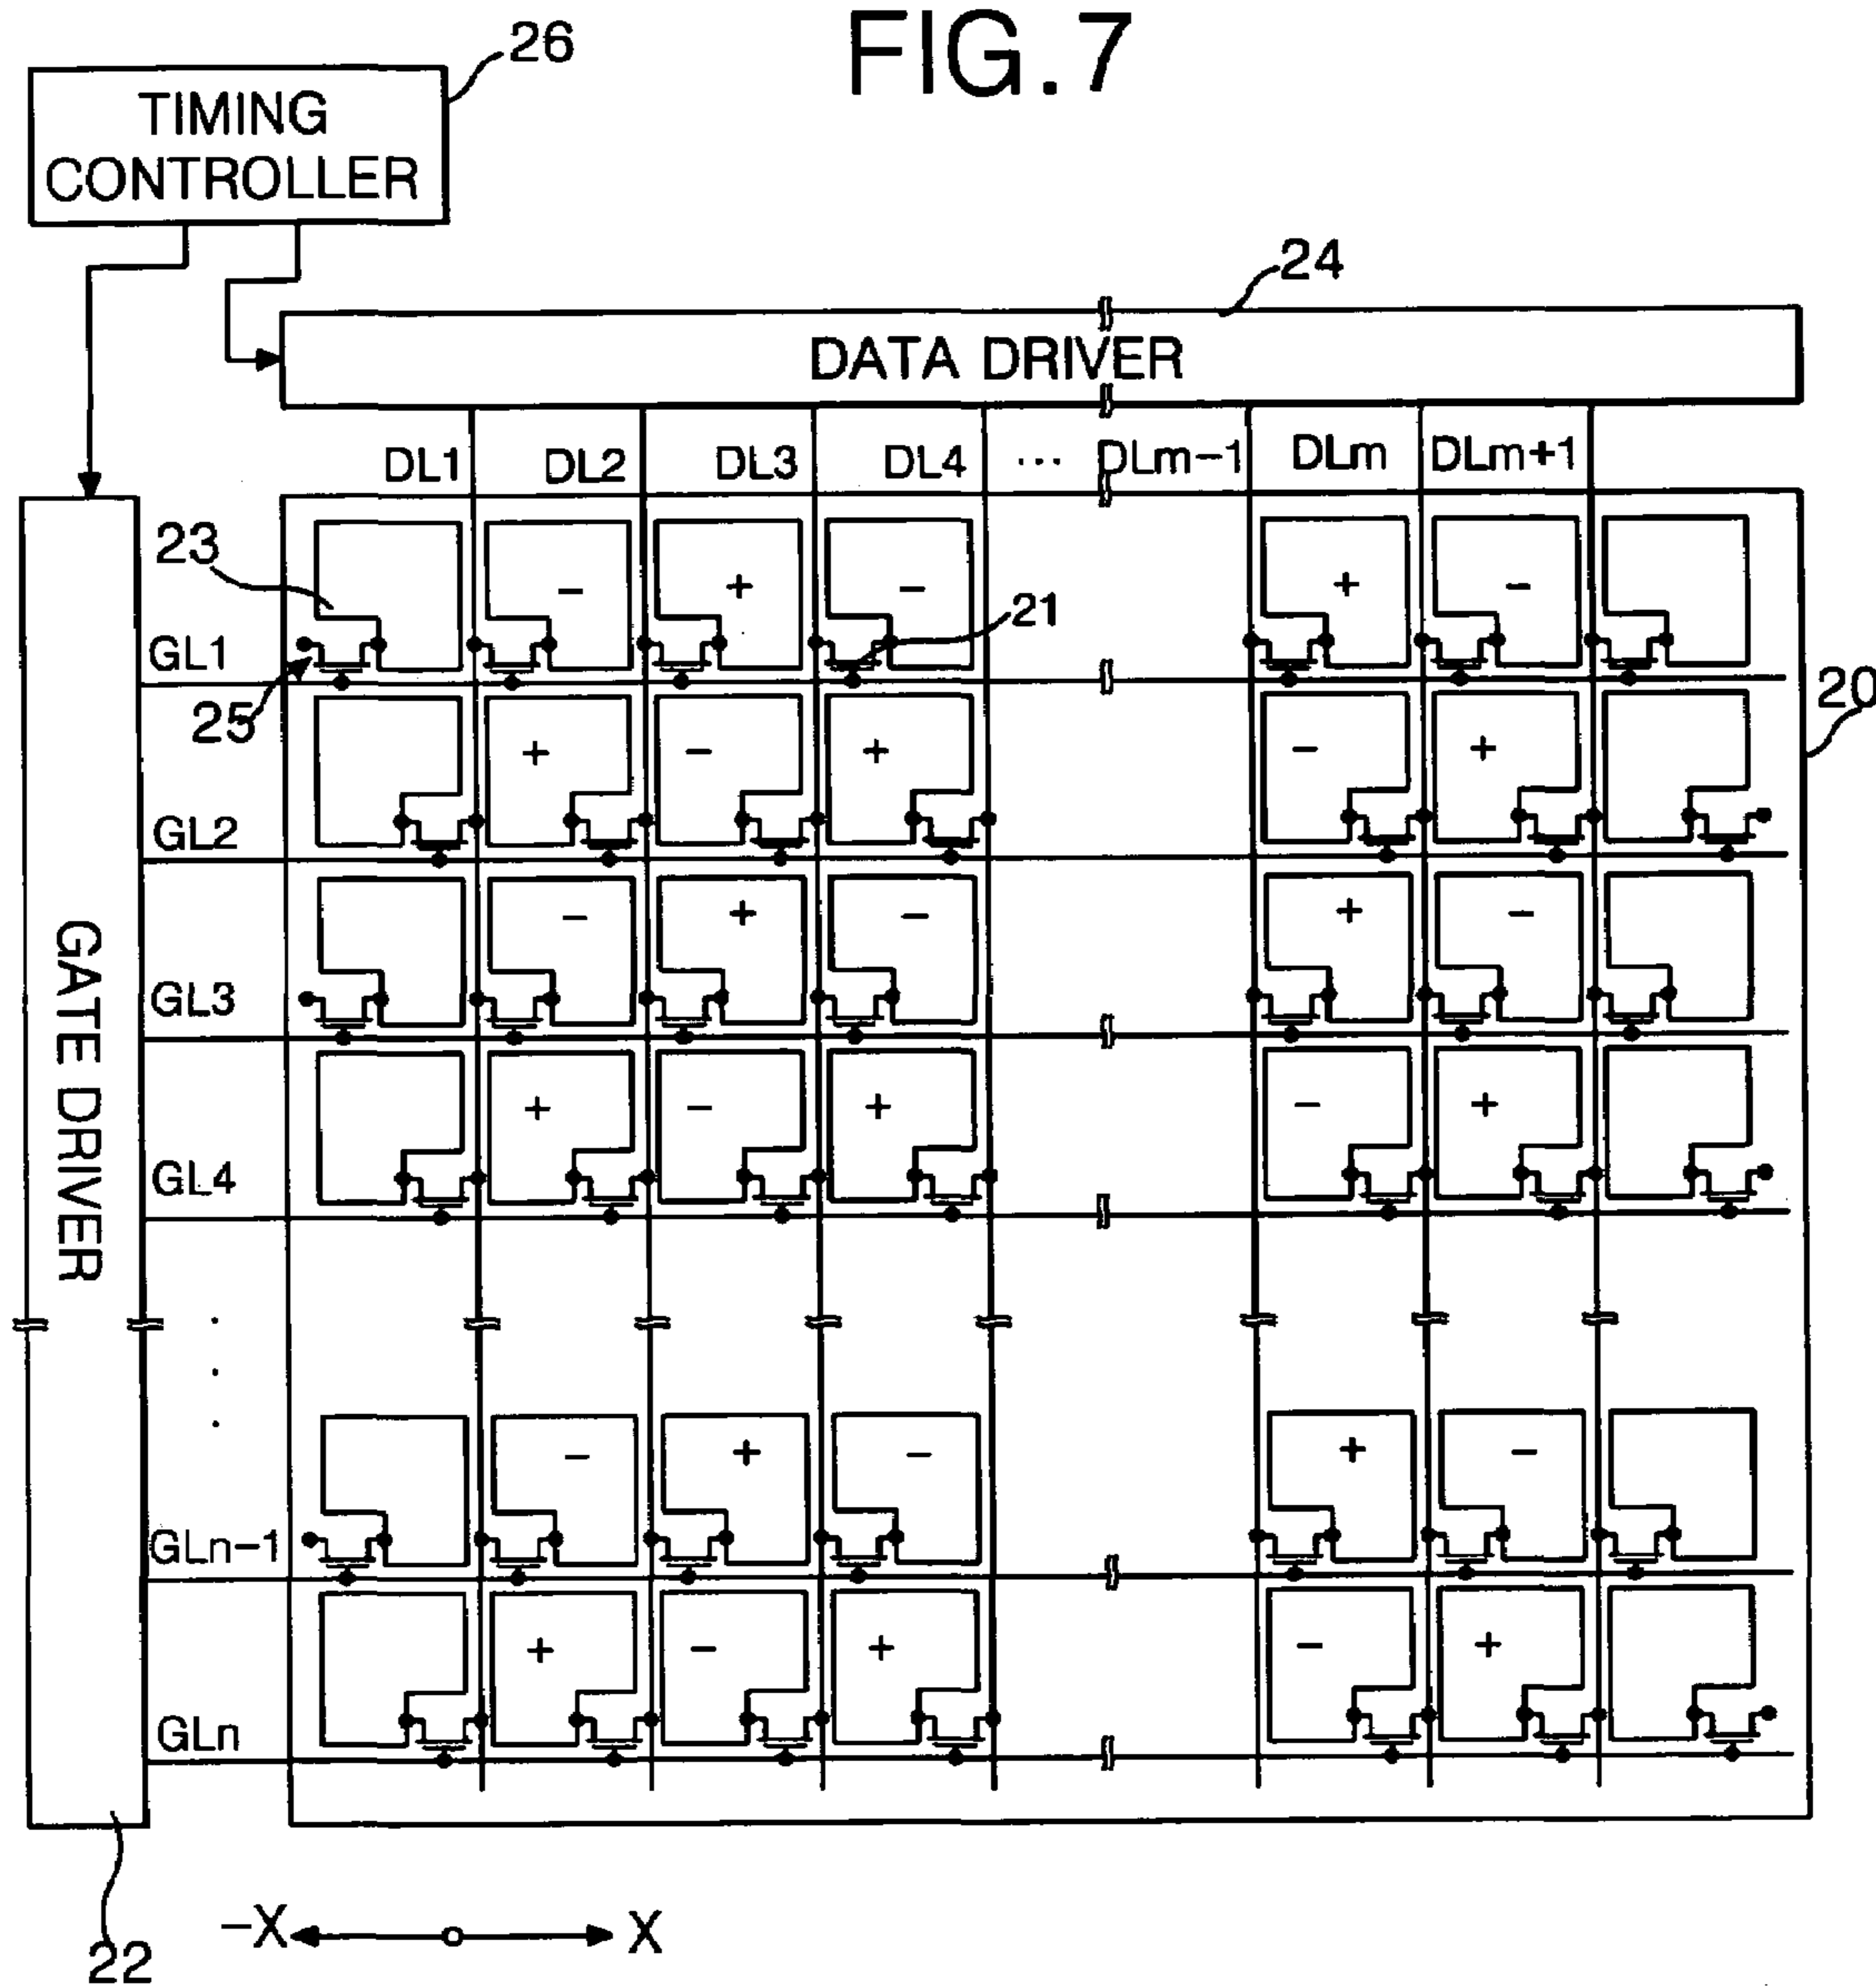 FIG.7
26
TIMING
CONTROLLER
24
DATA DRIVER
DL1 DL2 DL3 DL4 ... DLm-1 DLm DLm+1
23
- + - + -
21
GL1
25
20
+ - + - +
GL2
- + - + -
GL3
+ - + - +
GL4
GATE DRIVER
- + - + -
GLn-1
+ - + - +
GLn
22
-X X